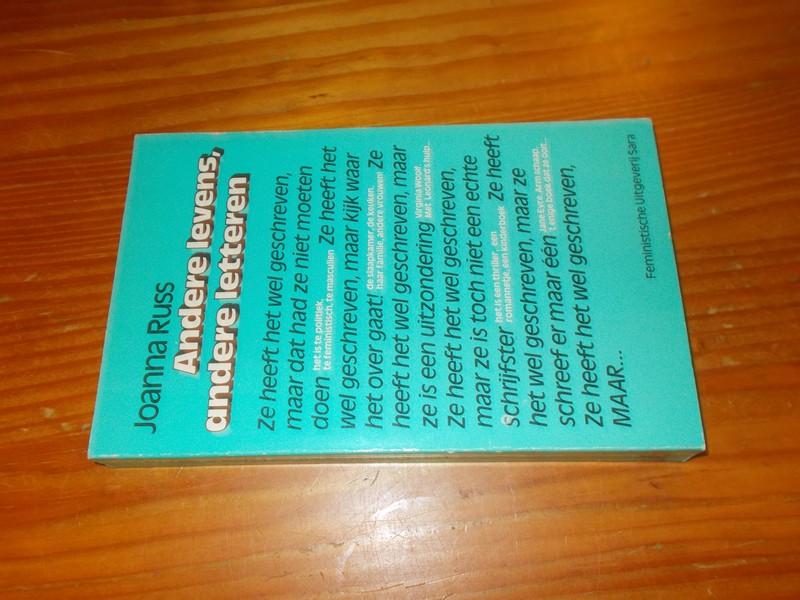 Joanna Russ
Andere levens,
andere letteren
Ze heeft het wel geschreven,
maar dat had ze niet moeten
doen het is te politiek, te feministisch, te masculien Ze heeft het
wel geschreven, maar kijk waar
het over gaat! de slaapkamer, de keuken, haar familie, andere vrouwen! Ze
heeft het wel geschreven, maar
ze is een uitzondering Virginia Woolf. Met Leonards hulp...
Ze heeft het wel geschreven,
maar ze is toch niet een echte
schrijfster het is een thriller, een romannetje, een kinderboek Ze heeft
het wel geschreven, maar ze
schreef er maar één Jane Eyre. Arm schaap, 't enige boek dat ze ooit...
Ze heeft het wel geschreven,
MAAR...
Feministische Uitgeverij Sara